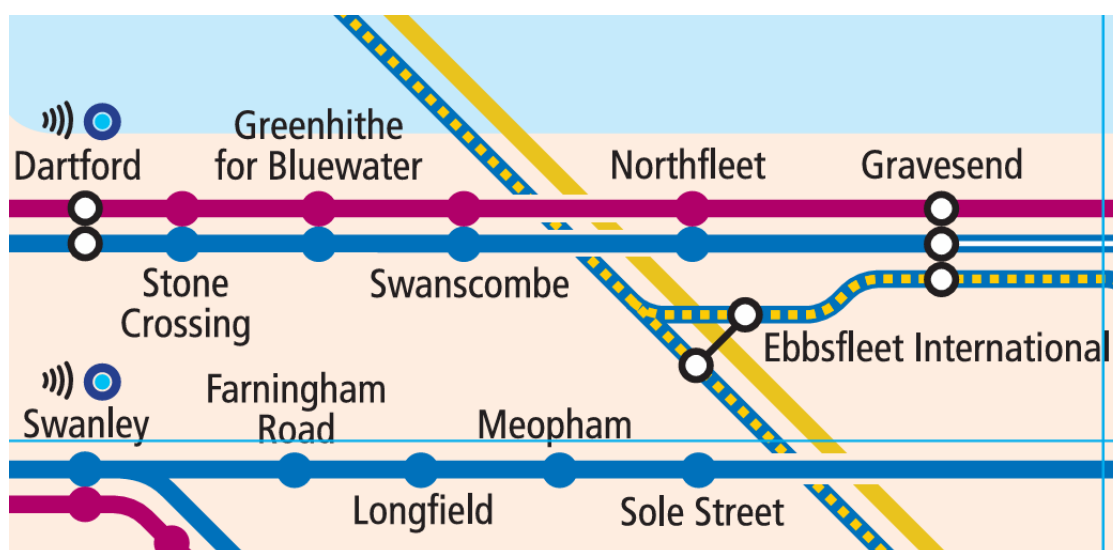 Greenhithe
for Bluewater
Dartford
Northfleet
Gravesend
Stone
Crossing
Swanscombe
Ebbsfleet International
Swanley
Farningham
Road
Meopham
Longfield
Sole Street